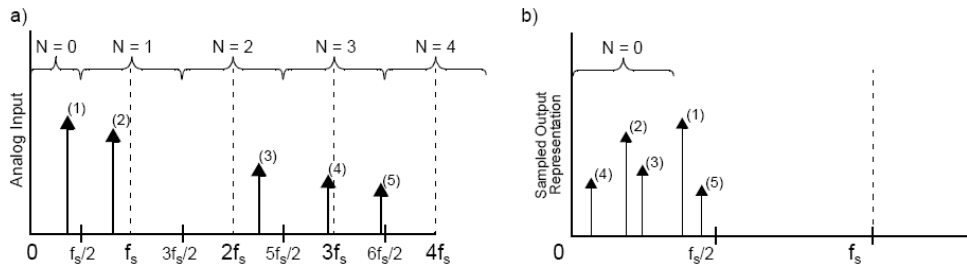 a)
N = 0 N = 1 N = 2 N = 3 N = 4
Analog Input
(1)
(2)
(3)
(4)
(5)
0 fs/2 fs 3fs/2 2fs 5fs/2 3fs 6fs/2 4fs
b)
N = 0
Sampled Output
Representation
(4)
(2)
(3)
(1)
(5)
0 fs/2 fs